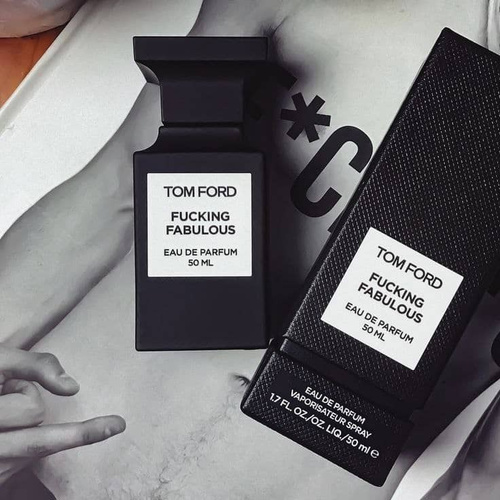 TOM FORD
FUCKING
FABULOUS
EAU DE PARFUM
50 ML
*C
TOM FORD
FUCKING
FABULOUS
EAU DE PARFUM
50 ML
EAU DE PARFUM
VAPORISATEUR SPRAY
1.7 FL. OZ./OZ. LIQ./50 ml e